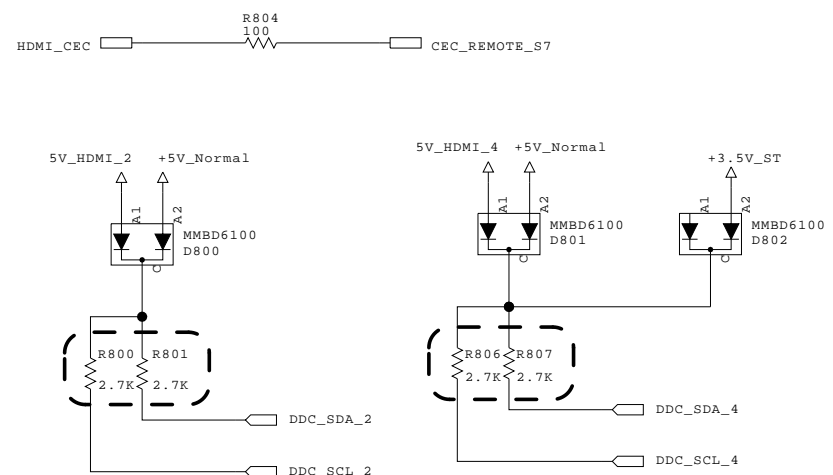 R804
100
HDMI_CEC
CEC_REMOTE_S7
5V_HDMI_2
+5V_Normal
A1
A2
MMBD6100
D800
C
R800
2.7K
R801
2.7K
DDC_SDA_2
DDC_SCL_2
5V_HDMI_4
+5V_Normal
A1
A2
MMBD6100
D801
C
+3.5V_ST
A1
A2
MMBD6100
D802
C
R806
2.7K
R807
2.7K
DDC_SDA_4
DDC_SCL_4